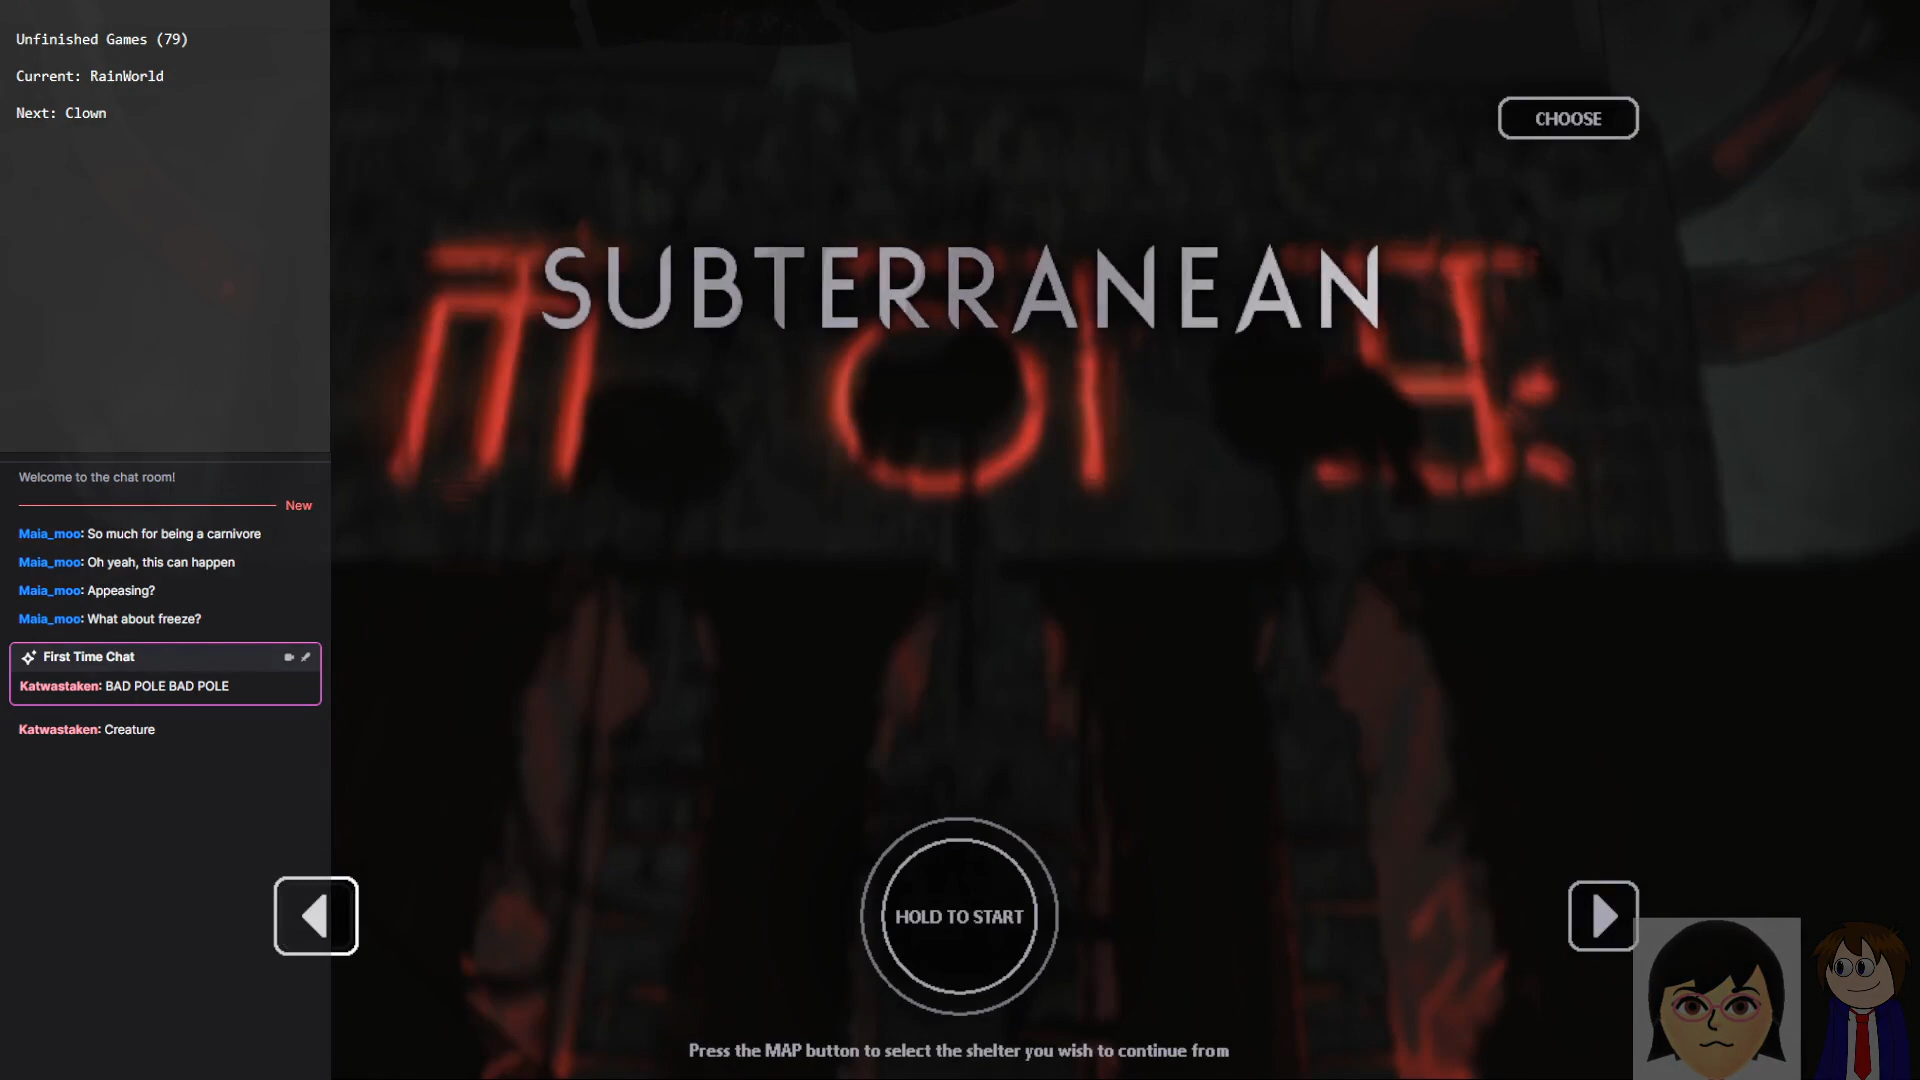 Unfinished Games (79)
Current: RainWorld
Next: Clown
CHOOSE
SUBTERRANEAN
Welcome to the chat room!
New
Maia_moo: So much for being a carnivore
Maia_moo: Oh yeah, this can happen
Maia_moo: Appeasing?
Maia_moo: What about freeze?
First Time Chat
Katwastaken: BAD POLE BAD POLE
Katwastaken: Creature
HOLD TO START
Press the MAP button to select the shelter you wish to continue from